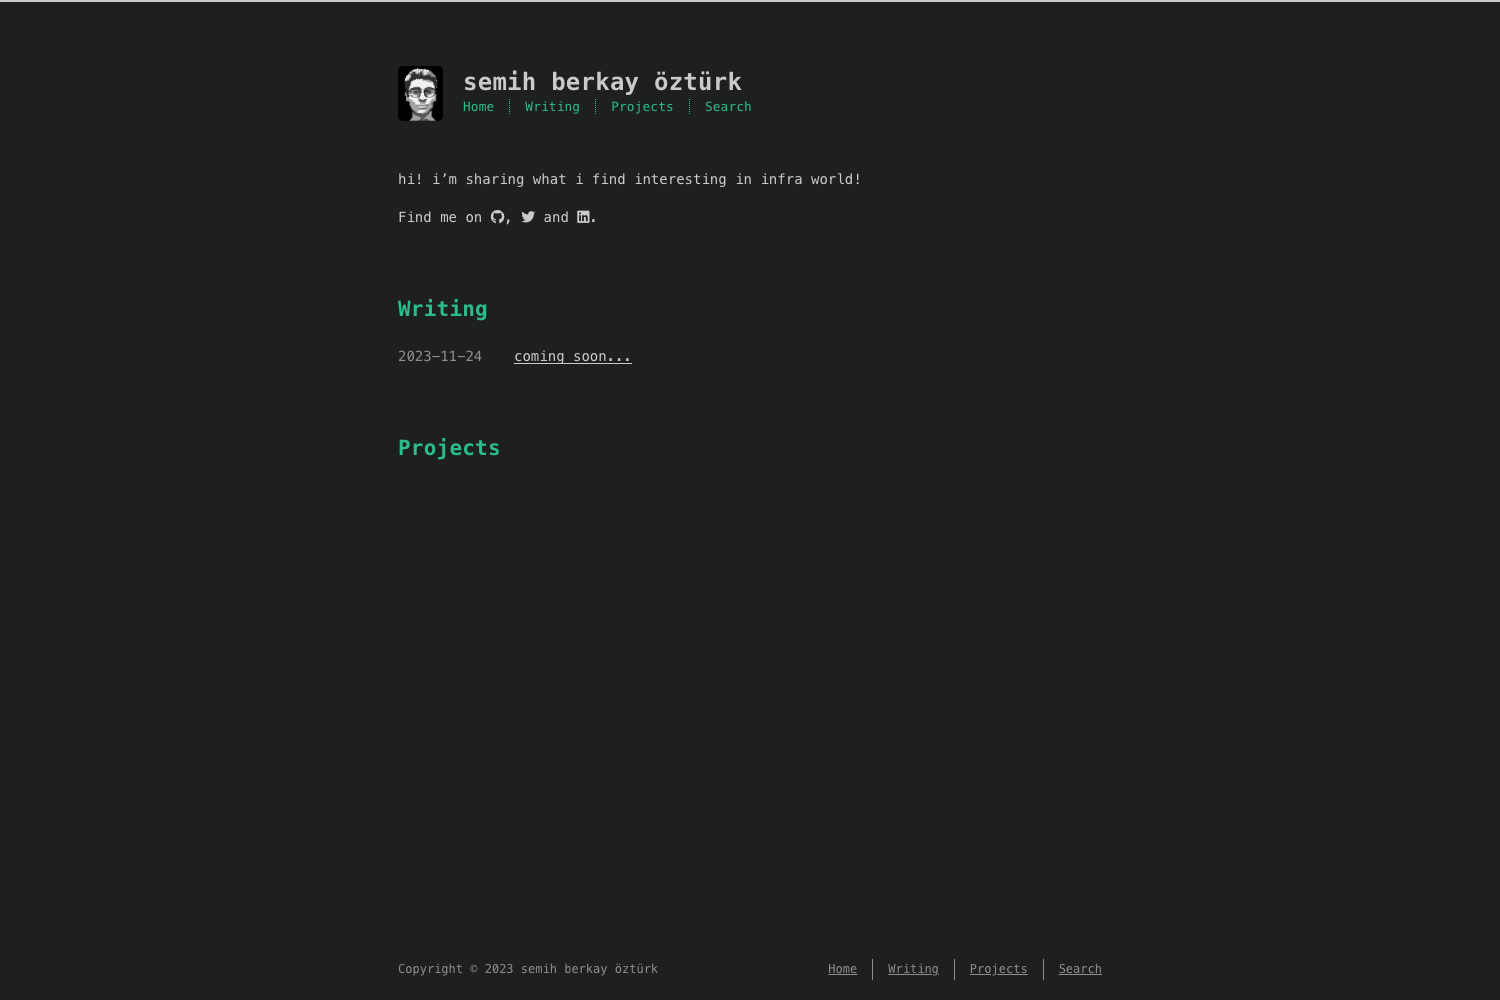 semih berkay öztürk
Home Writing Projects Search
hi! i’m sharing what i find interesting in infra world!
Find me on , and .
Writing
2023-11-24 coming soon...
Projects
Copyright © 2023 semih berkay öztürk Home Writing Projects Search